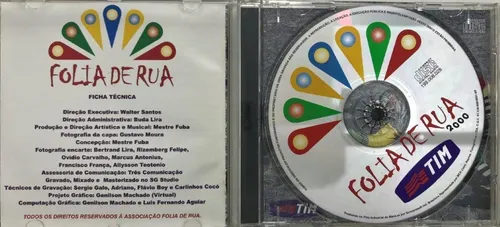 FOLIA DE RUA
FICHA TÉCNICA
Direção Executiva: Walter Santos
Direção Administrativa: Buda Lira
Produção e Direção Artística e Musical: Mestre Fuba
Fotografia da capa: Gustavo Moura
Concepção: Mestre Fuba
Fotografia encarte: Bertrand Lira, Rizemberg Felipe,
Ovídio Carvalho, Marcus Antonius,
Francisco França, Allysson Teotonio
Assessoria de Comunicação: Três Comunicação
Gravado, Mixado e Masterizado no SG Studio
Técnicos de Gravação: Sergio Galo, Adriano, Flávio Boy e Carlinhos Cocó
Projeto Gráfico: Genilson Machado (Virtual)
Computação Gráfica: Genilson Machado e Luis Fernando Aguiar
TODOS OS DIREITOS RESERVADOS À ASSOCIAÇÃO FOLIA DE RUA.
FOLIA DE RUA
2000
TIM
TIM